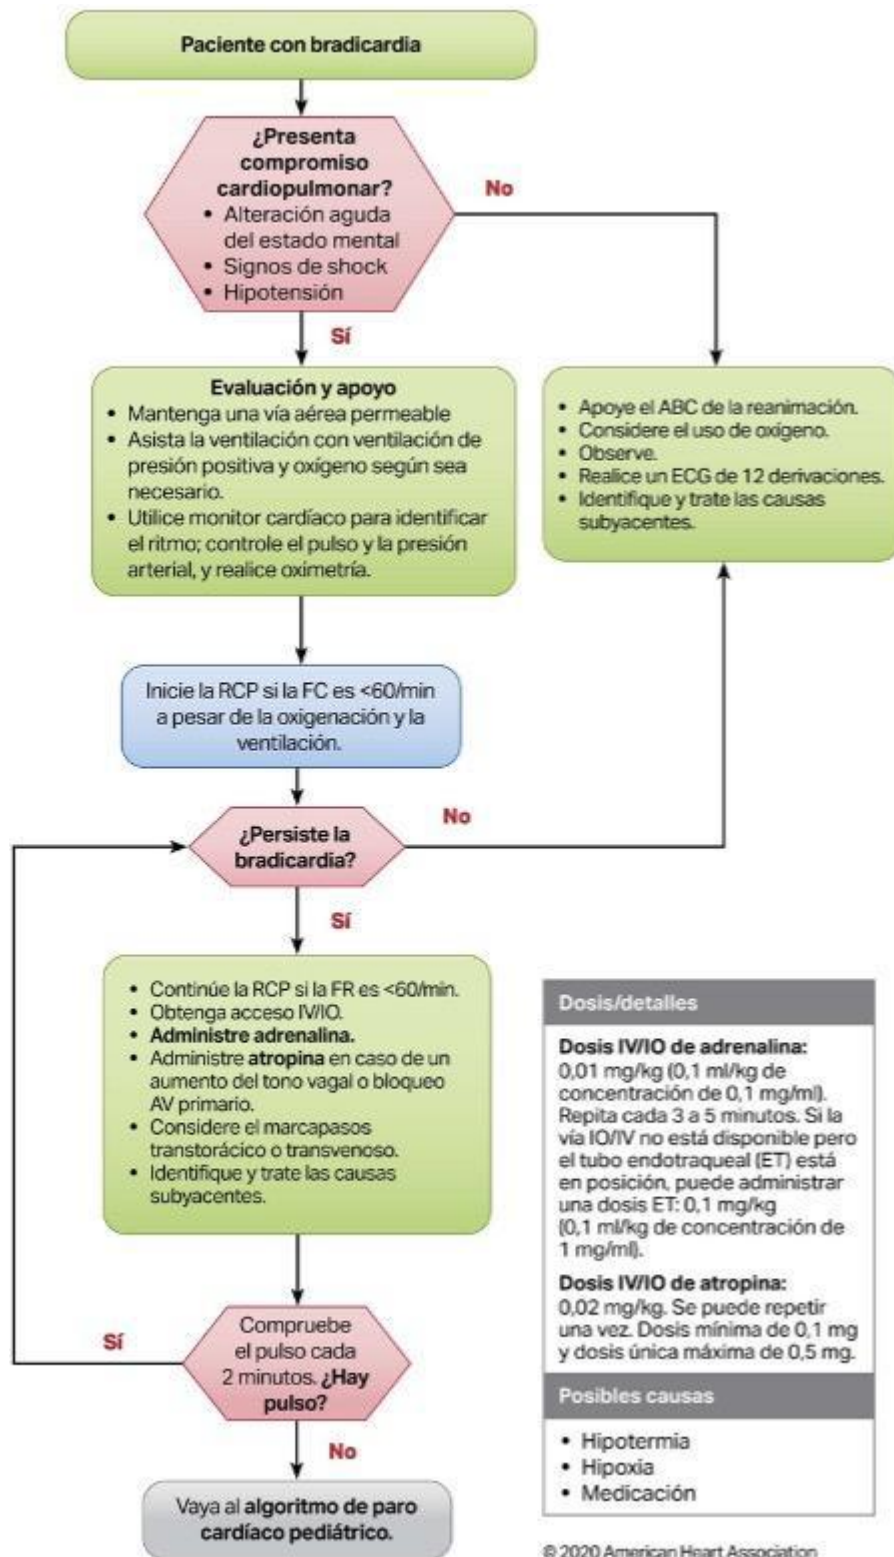 Paciente con bradicardia
¿Presenta
compromiso
cardiopulmonar?
• Alteración aguda
del estado mental
• Signos de shock
• Hipotensión
No
Sí
Evaluación y apoyo
• Mantenga una vía aérea permeable
• Asista la ventilación con ventilación de
presión positiva y oxígeno según sea
necesario.
• Utilice monitor cardíaco para identificar
el ritmo; controle el pulso y la presión
arterial, y realice oximetría.
• Apoye el ABC de la reanimación.
• Considere el uso de oxígeno.
• Observe.
• Realice un ECG de 12 derivaciones.
• Identifique y trate las causas
subyacentes.
Inicie la RCP si la FC es <60/min
a pesar de la oxigenación y la
ventilación.
¿Persiste la
bradicardia?
No
Sí
• Continúe la RCP si la FR es <60/min.
• Obtenga acceso IV/IO.
• Administre adrenalina.
• Administre atropina en caso de un
aumento del tono vagal o bloqueo
AV primario.
• Considere el marcapasos
transtorácico o transvenoso.
• Identifique y trate las causas
subyacentes.
Compruebe
el pulso cada
2 minutos. ¿Hay
pulso?
Sí
No
Vaya al algoritmo de paro
cardíaco pediátrico.
Dosis/detalles
Dosis IV/IO de adrenalina:
0,01 mg/kg (0,1 ml/kg de
concentración de 0,1 mg/ml).
Repita cada 3 a 5 minutos. Si la
vía IO/IV no está disponible pero
el tubo endotraqueal (ET) está
en posición, puede administrar
una dosis ET: 0,1 mg/kg
(0,1 ml/kg de concentración de
1 mg/ml).
Dosis IV/IO de atropina:
0,02 mg/kg. Se puede repetir
una vez. Dosis mínima de 0,1 mg
y dosis única máxima de 0,5 mg.
Posibles causas
• Hipotermia
• Hipoxia
• Medicación
© 2020 American Heart Association